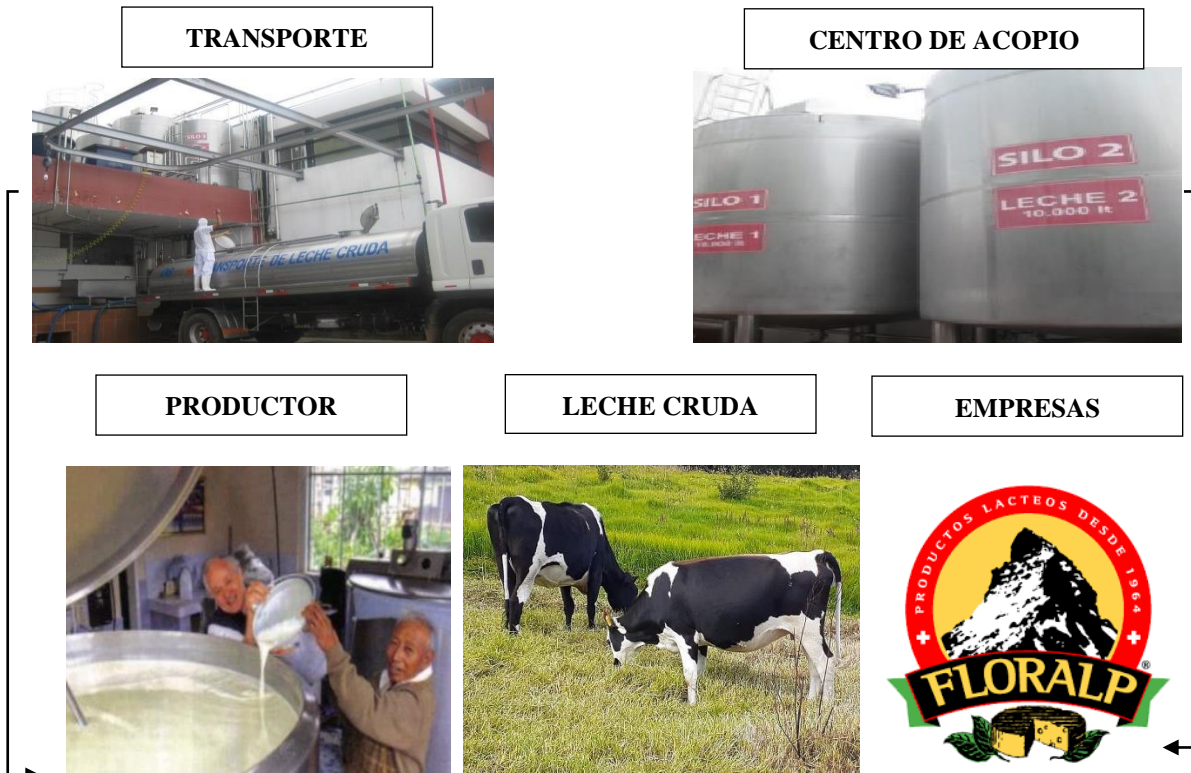 TRANSPORTE
CENTRO DE ACOPIO
SILO 2
TRANSPORTE DE LECHE CRUDA
SILO 1
LECHE 1
LECHE 2
10.000 lt
PRODUCTOR
LECHE CRUDA
EMPRESAS
PRODUCTOS LACTEOS DESDE 1964
FLORALP®